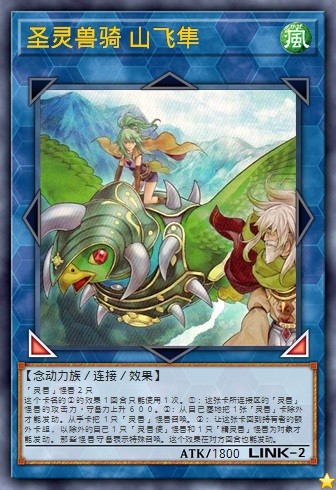 圣灵兽骑 山飞隼
風
【念动力族/连接/效果】
「灵兽」怪兽2只
这个卡名的①的效果1回合只能使用1次。①:这张卡所连接区的「灵兽」
怪兽的攻击力·守备力上升600。①:从自己墓地把1张「灵兽」卡除外
才能发动。从手卡把1只「灵兽」怪兽召唤。①:让这张卡回到持有者的额
外卡组,以除外的自己1只「灵兽使」怪兽和1只「精灵兽」怪兽为对象才
能发动。那些怪兽守备表示特殊召唤。这个效果在对方回合也能发动。
ATK/1800 LINK-2